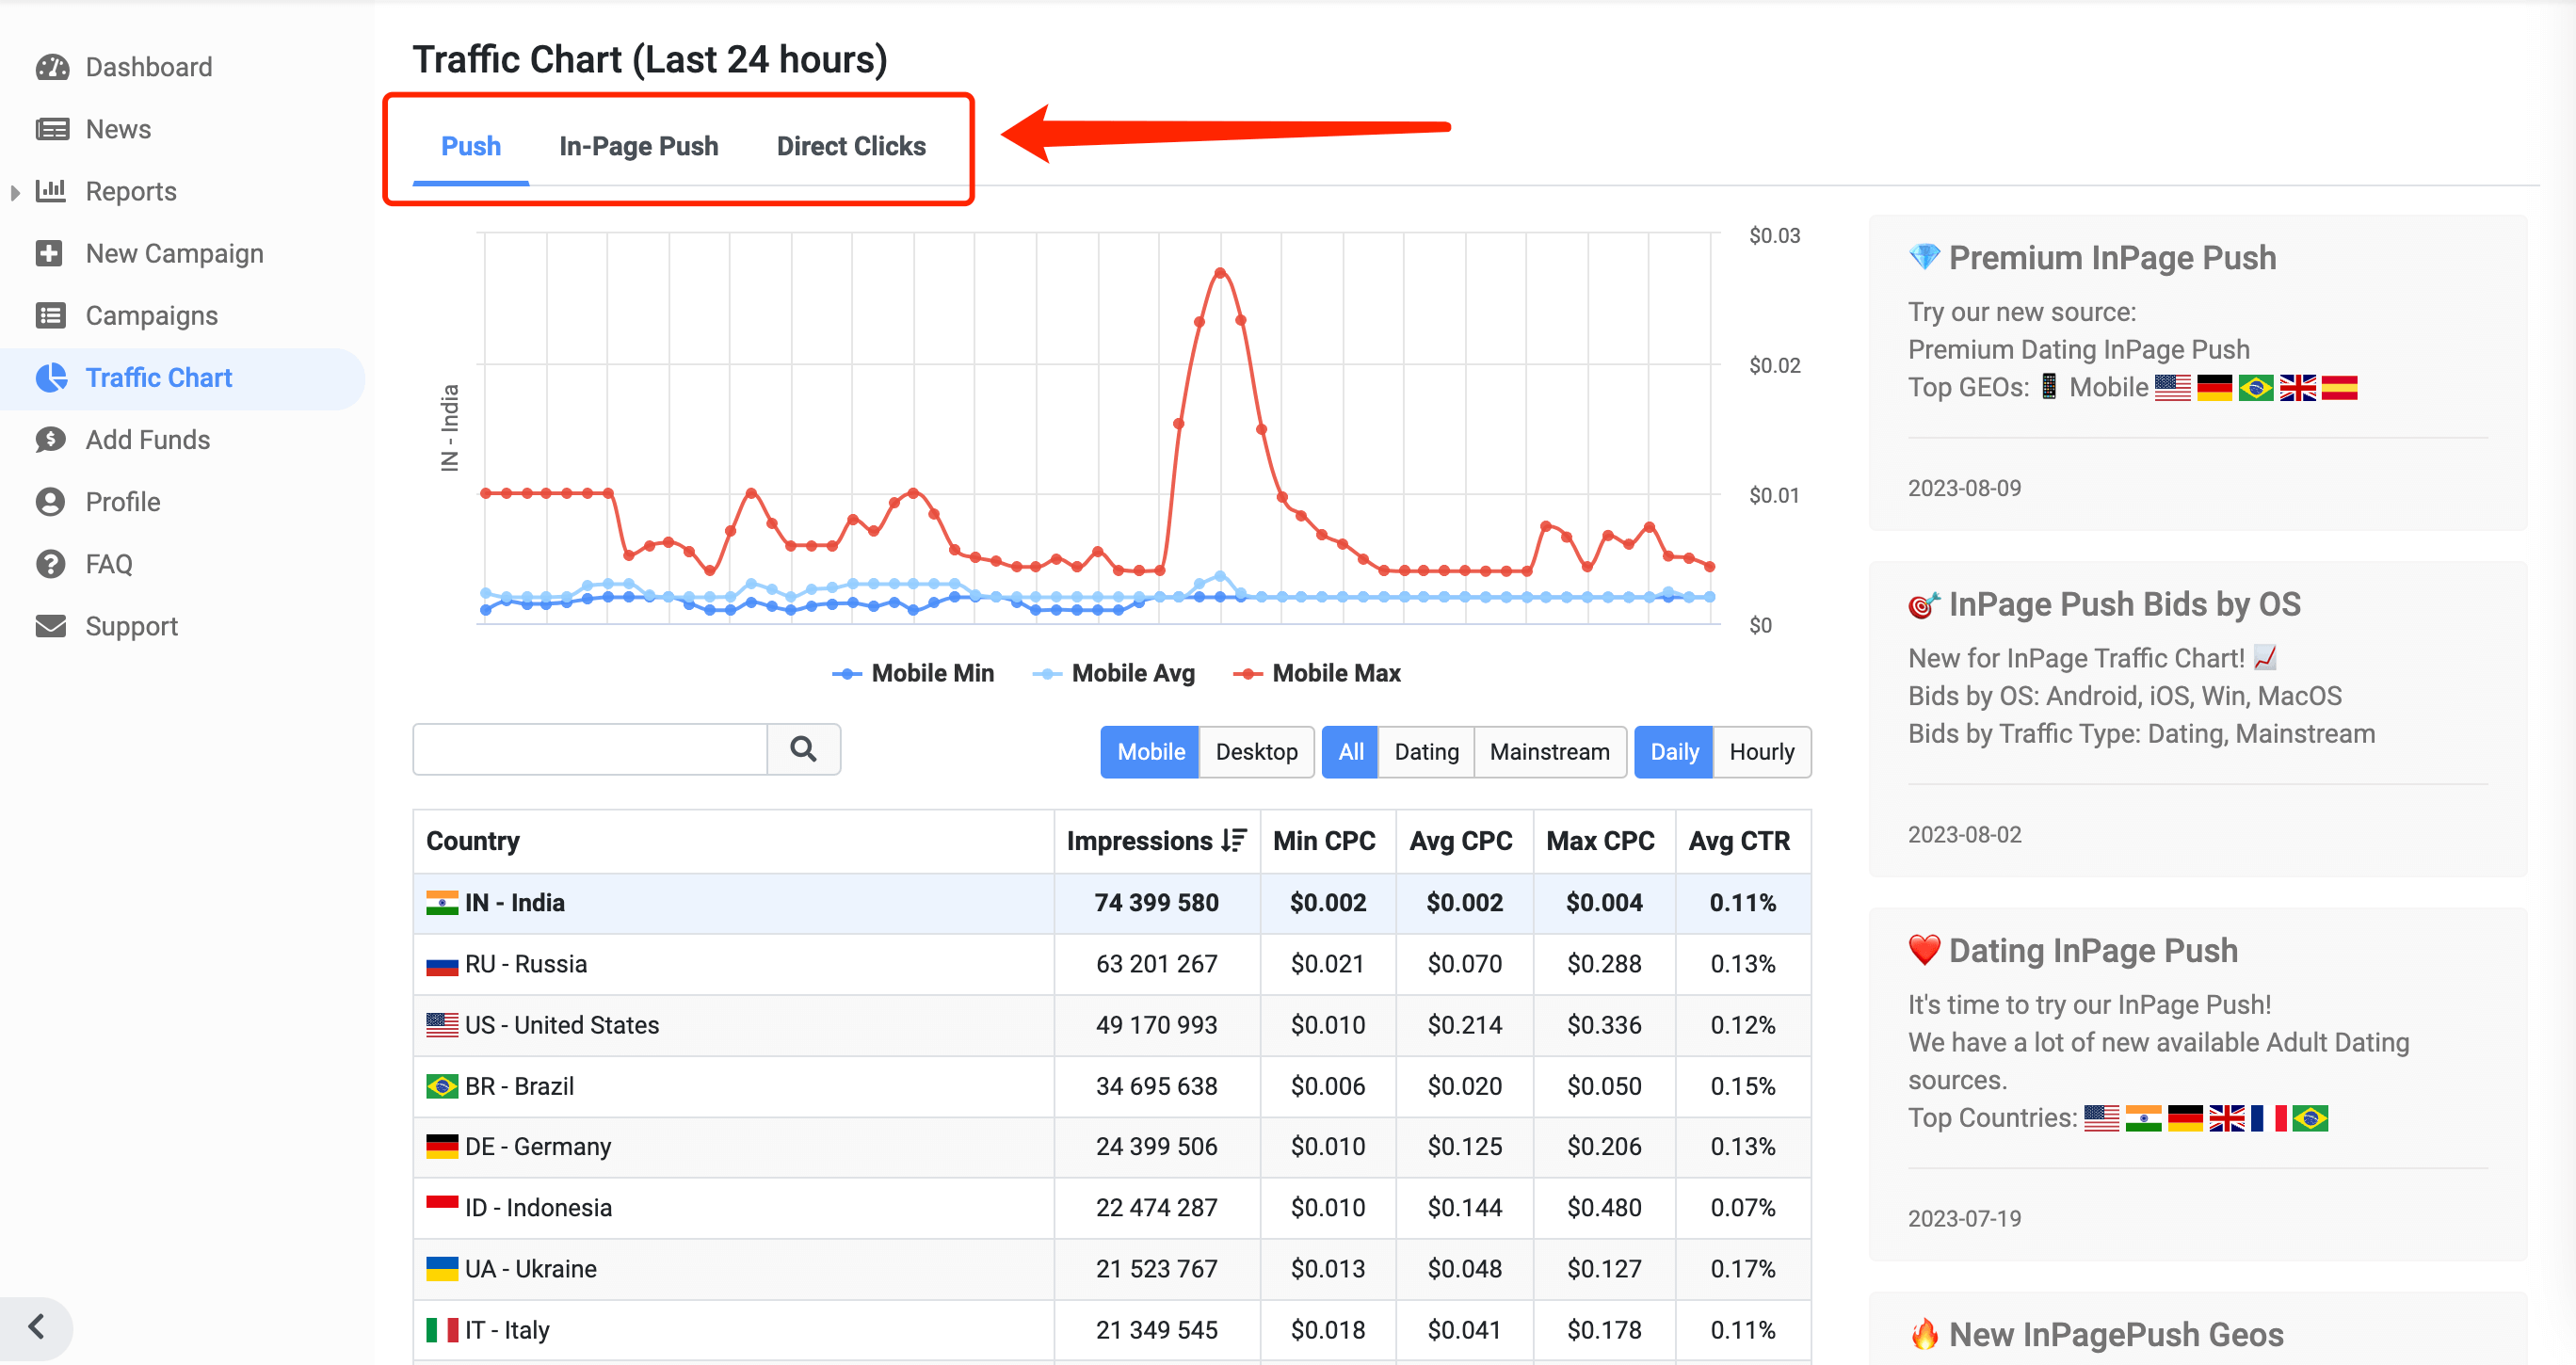 Dashboard
News
Reports
New Campaign
Campaigns
Traffic Chart
Add Funds
Profile
FAQ
Support
Traffic Chart (Last 24 hours)
Push In-Page Push Direct Clicks
IN - India
$0.03
$0.02
$0.01
$0
Mobile Min Mobile Avg Mobile Max
Mobile Desktop All Dating Mainstream Daily Hourly
Country Impressions Min CPC Avg CPC Max CPC Avg CTR
IN - India 74 399 580 $0.002 $0.002 $0.004 0.11%
RU - Russia 63 201 267 $0.021 $0.070 $0.288 0.13%
US - United States 49 170 993 $0.010 $0.214 $0.336 0.12%
BR - Brazil 34 695 638 $0.006 $0.020 $0.050 0.15%
DE - Germany 24 399 506 $0.010 $0.125 $0.206 0.13%
ID - Indonesia 22 474 287 $0.010 $0.144 $0.480 0.07%
UA - Ukraine 21 523 767 $0.013 $0.048 $0.127 0.17%
IT - Italy 21 349 545 $0.018 $0.041 $0.178 0.11%
Premium InPage Push
Try our new source:
Premium Dating InPage Push
Top GEOs: Mobile
2023-08-09
InPage Push Bids by OS
New for InPage Traffic Chart!
Bids by OS: Android, iOS, Win, MacOS
Bids by Traffic Type: Dating, Mainstream
2023-08-02
Dating InPage Push
It's time to try our InPage Push!
We have a lot of new available Adult Dating
sources.
Top Countries:
2023-07-19
New InPagePush Geos